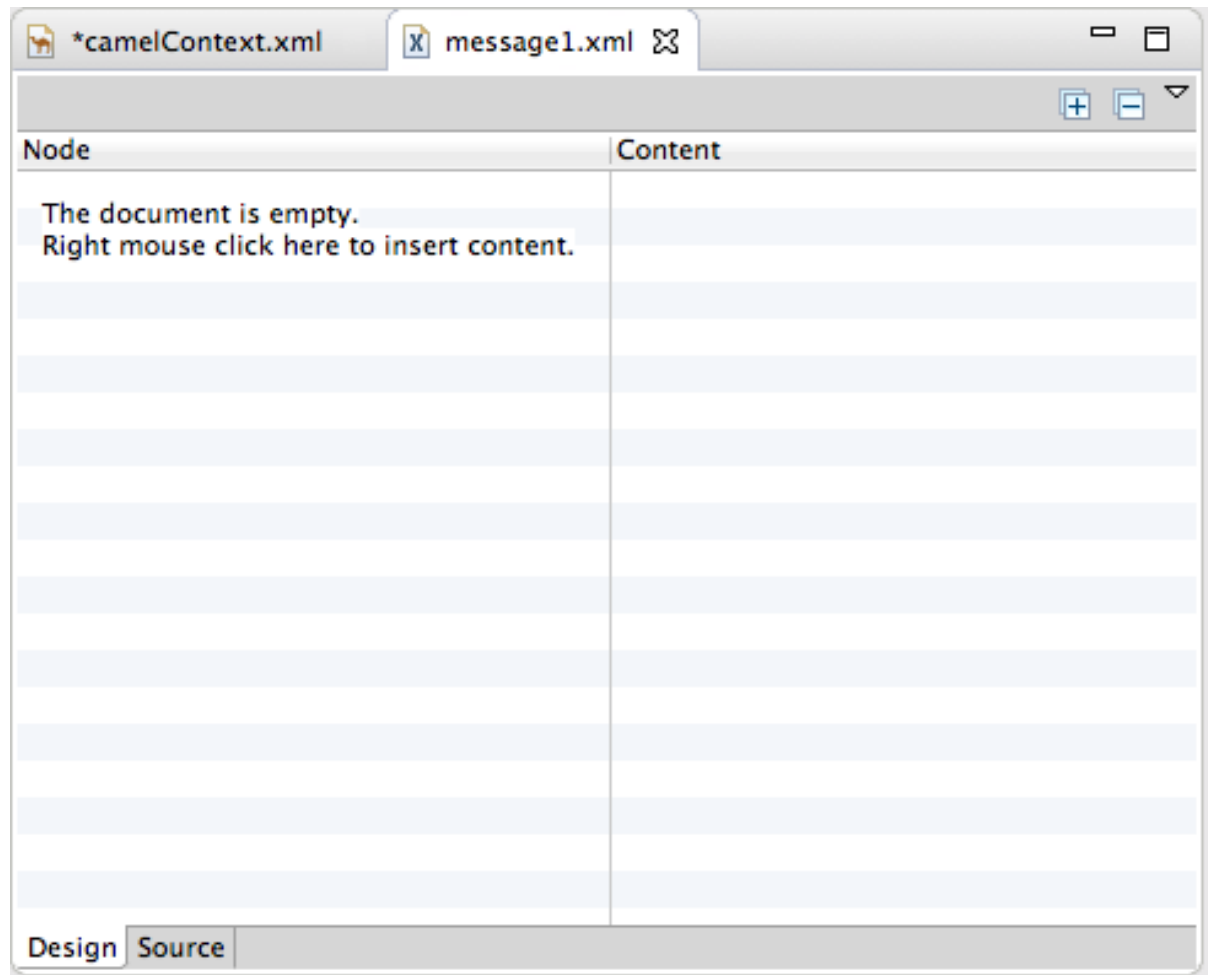 *camelContext.xml message1.xml
Node Content
The document is empty.
Right mouse click here to insert content.
Design Source